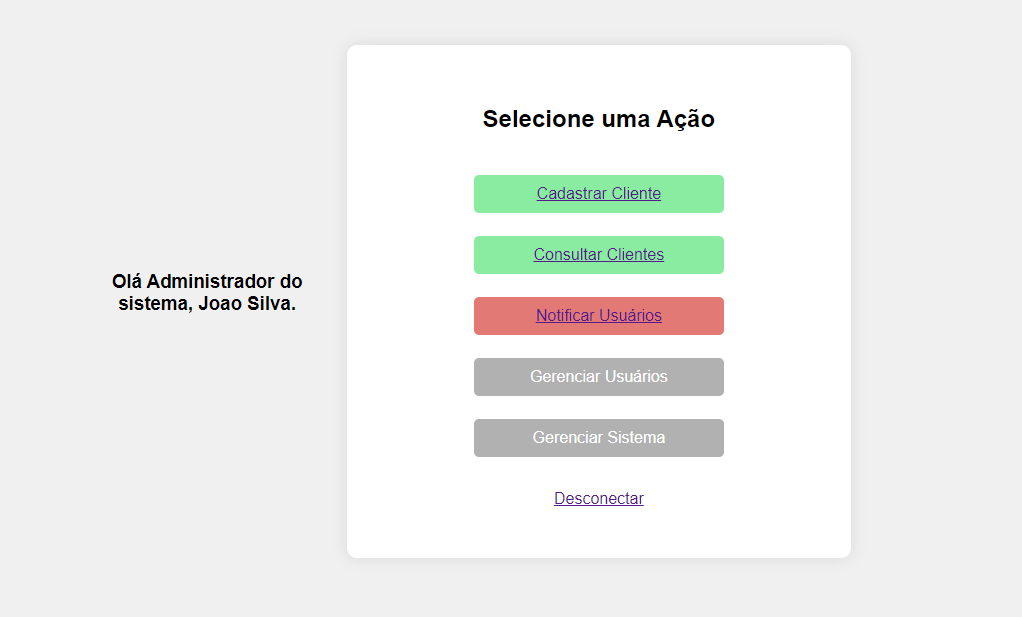 Selecione uma Ação
Cadastrar Cliente
Consultar Clientes
Olá Administrador do
sistema, Joao Silva.
Notificar Usuários
Gerenciar Usuários
Gerenciar Sistema
Desconectar